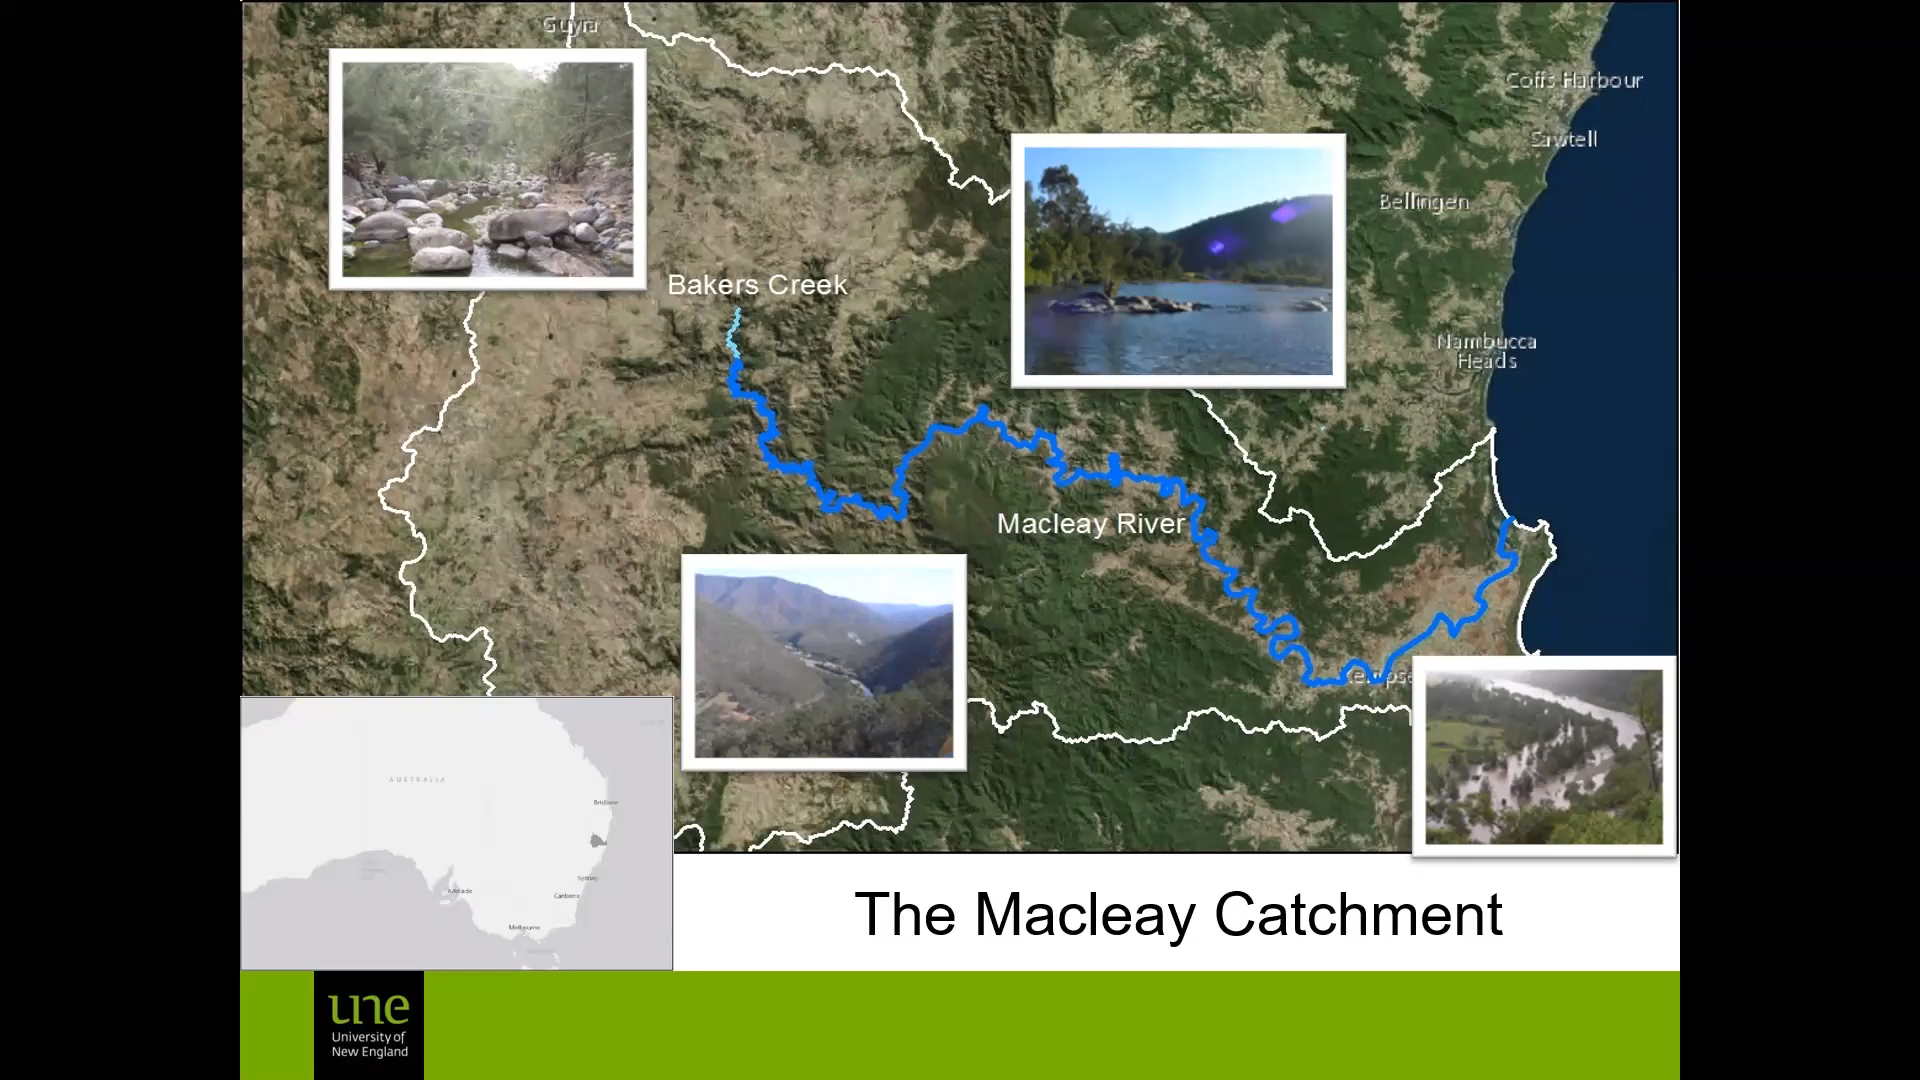 Guyra
Coffs Harbour
Sawtell
Bellingen
Bakers Creek
Nambucca
Heads
Macleay River
AUSTRALIA
Brisbane
Sydney
Adelaide
Canberra
Melbourne
The Macleay Catchment
une
University of
New England